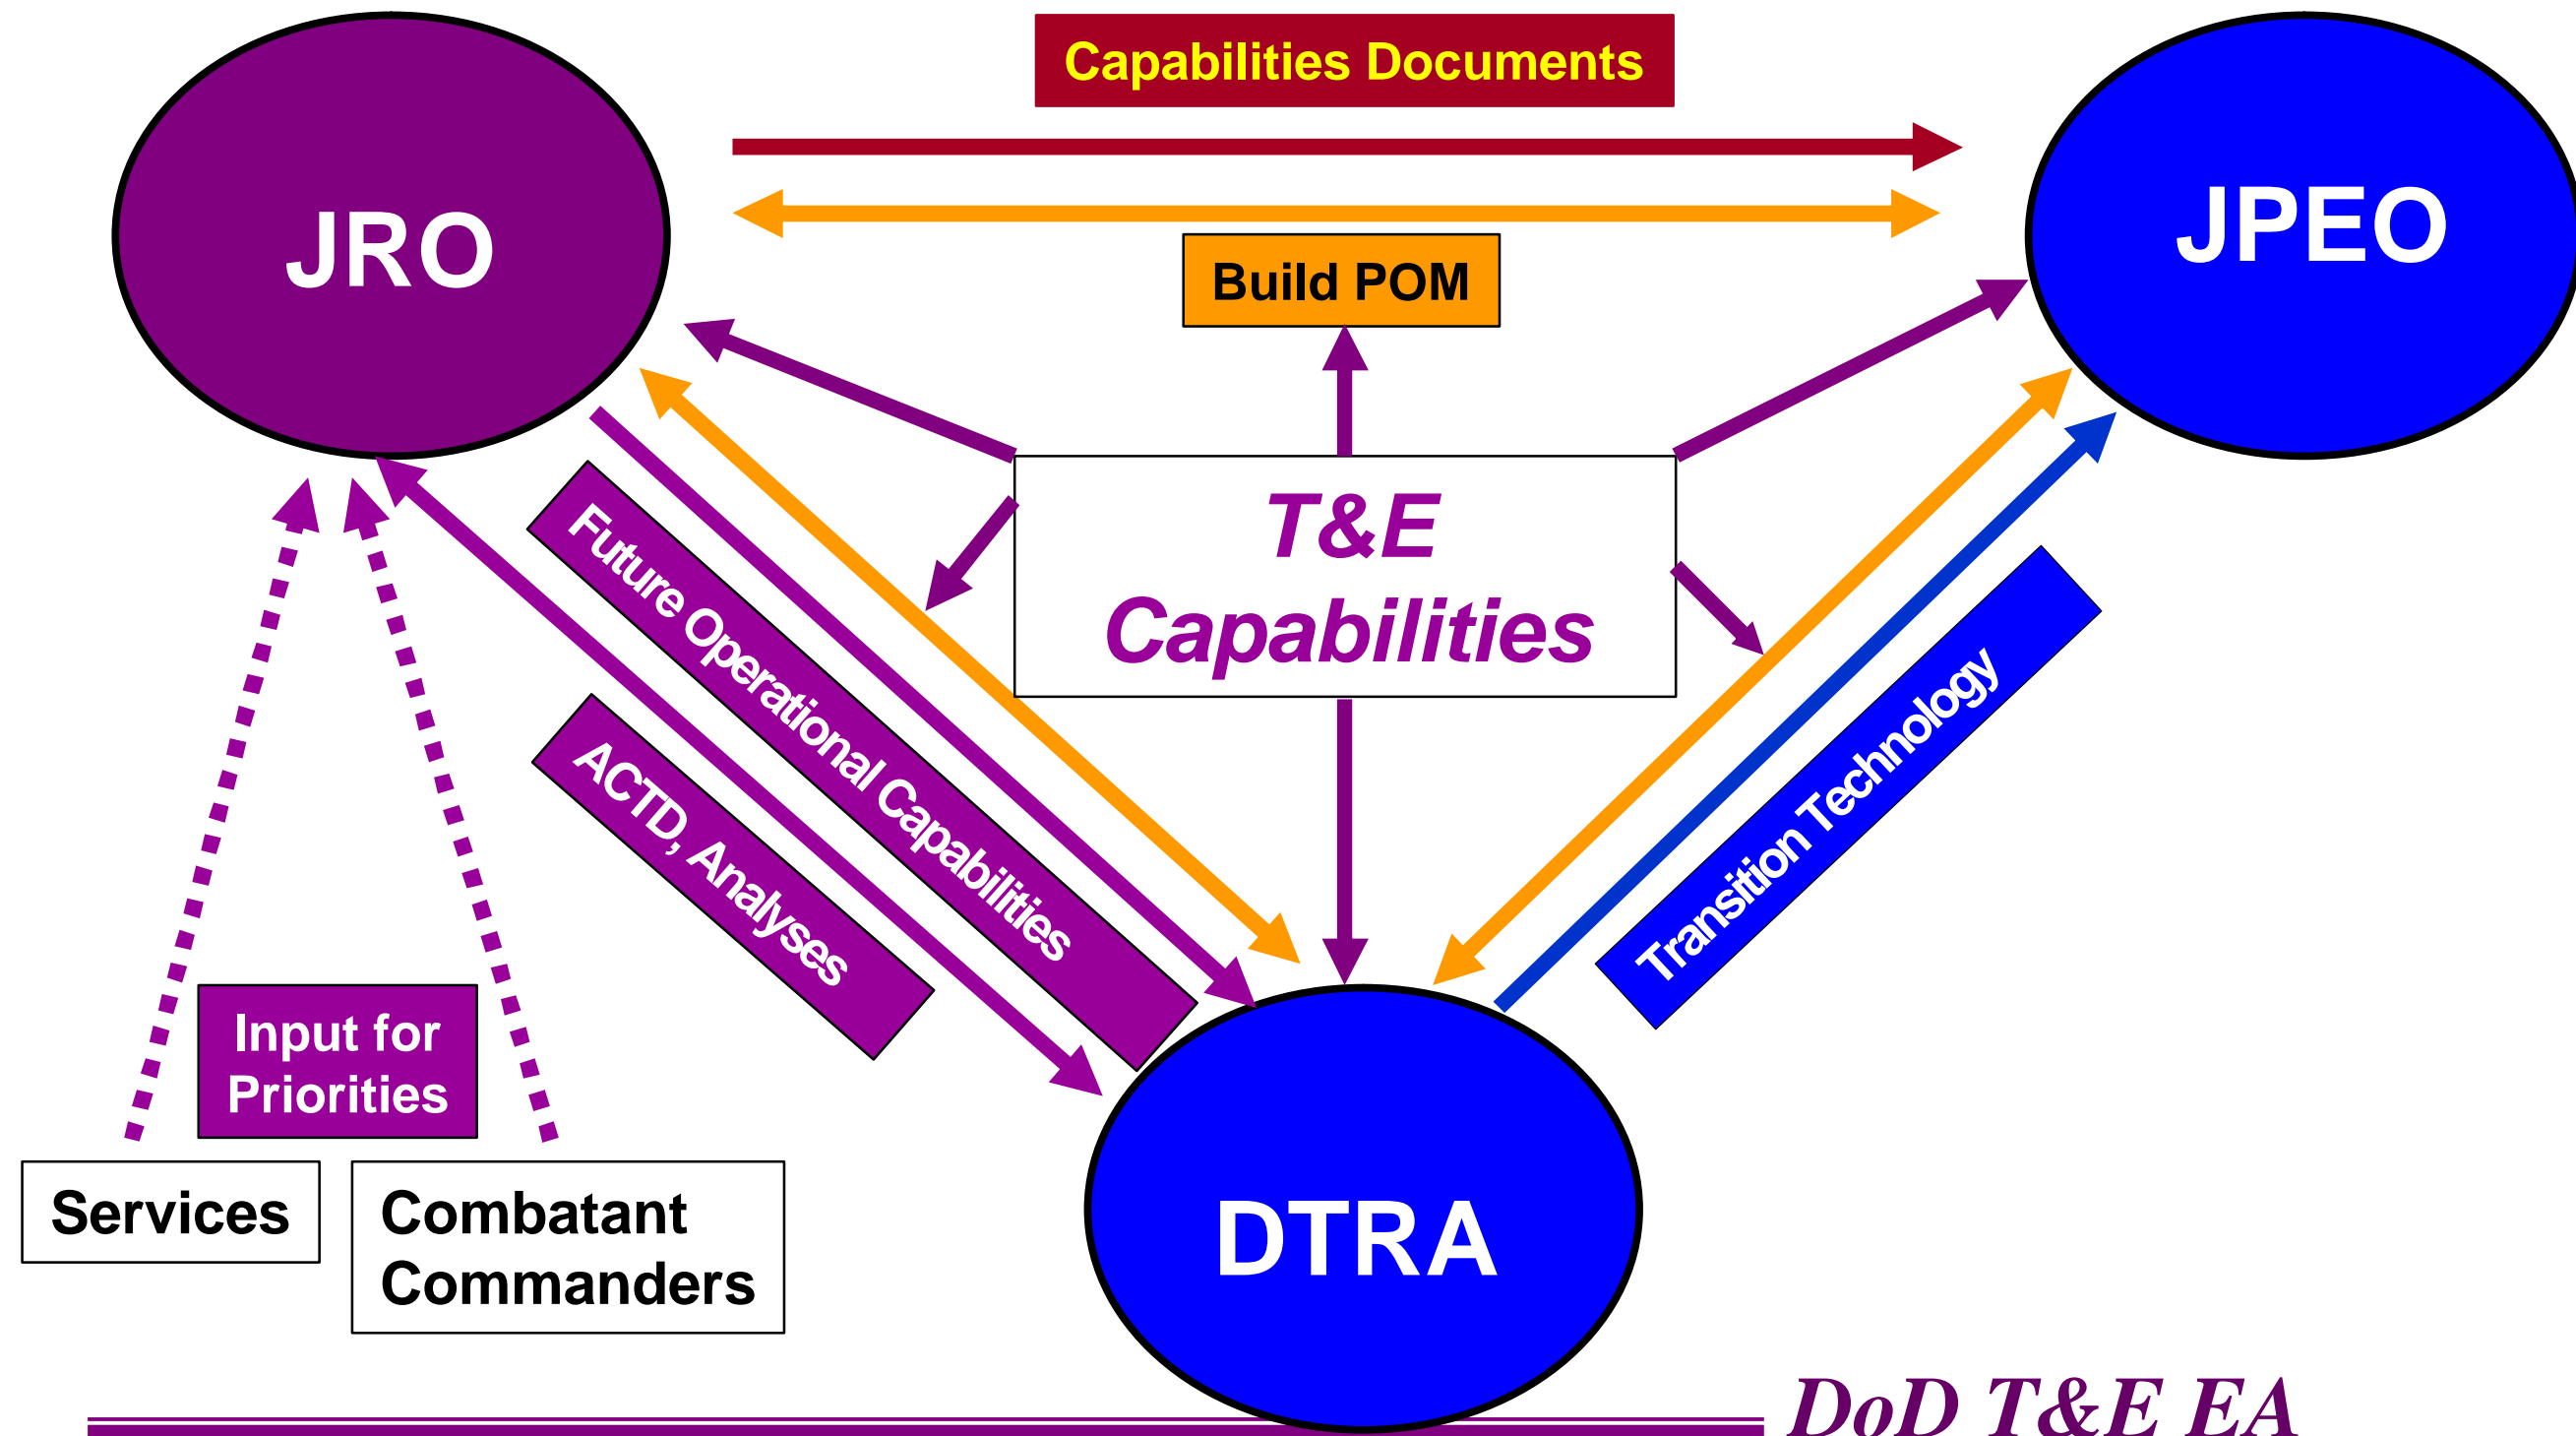 Capabilities Documents
JRO
JPEO
Build POM
T&E
Capabilities
Future Operational Capabilities
ACTD, Analyses
Transition Technology
Input for
Priorities
Services
Combatant
Commanders
DTRA
DoD T&E EA